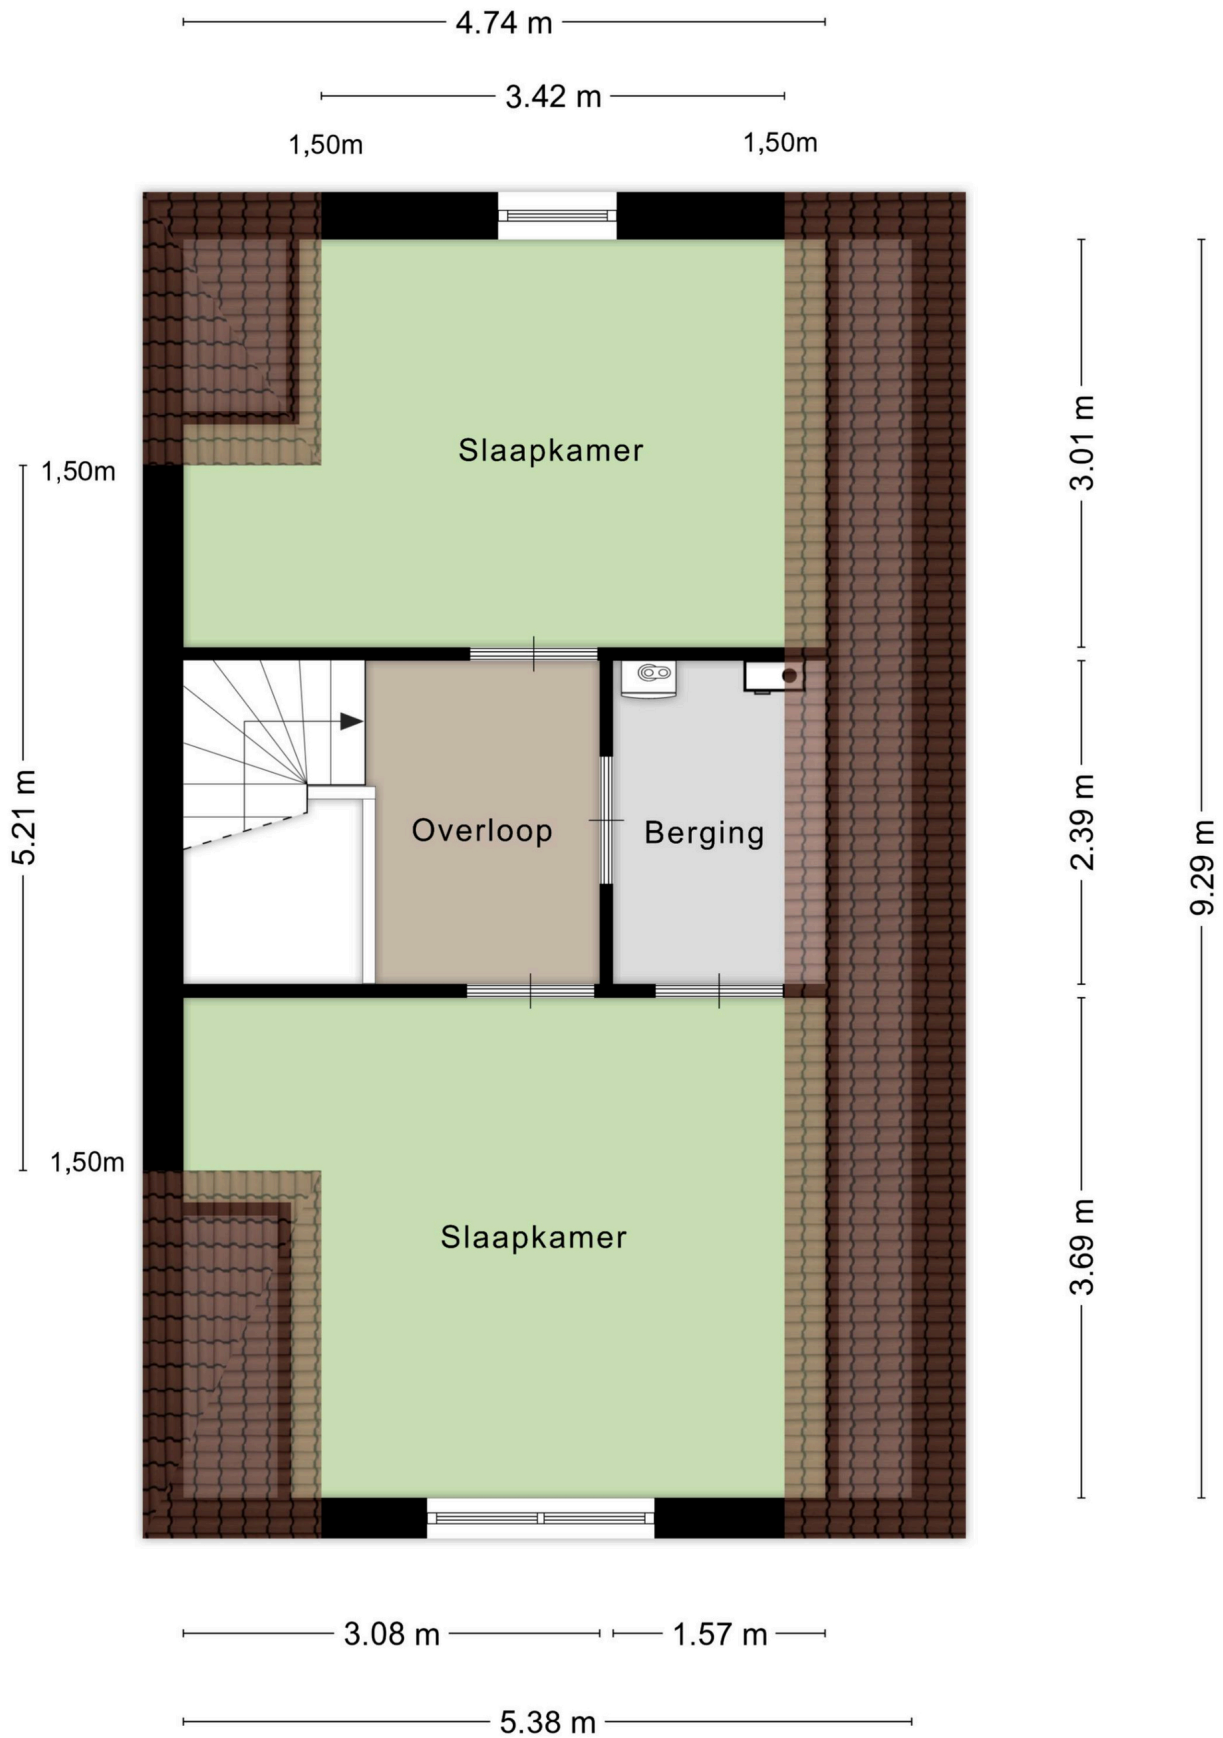 4.74 m
3.42 m
1,50m
1,50m
Slaapkamer
3.01 m
1,50m
5.21 m
Overloop
Berging
2.39 m
9.29 m
1,50m
Slaapkamer
3.69 m
3.08 m
1.57 m
5.38 m